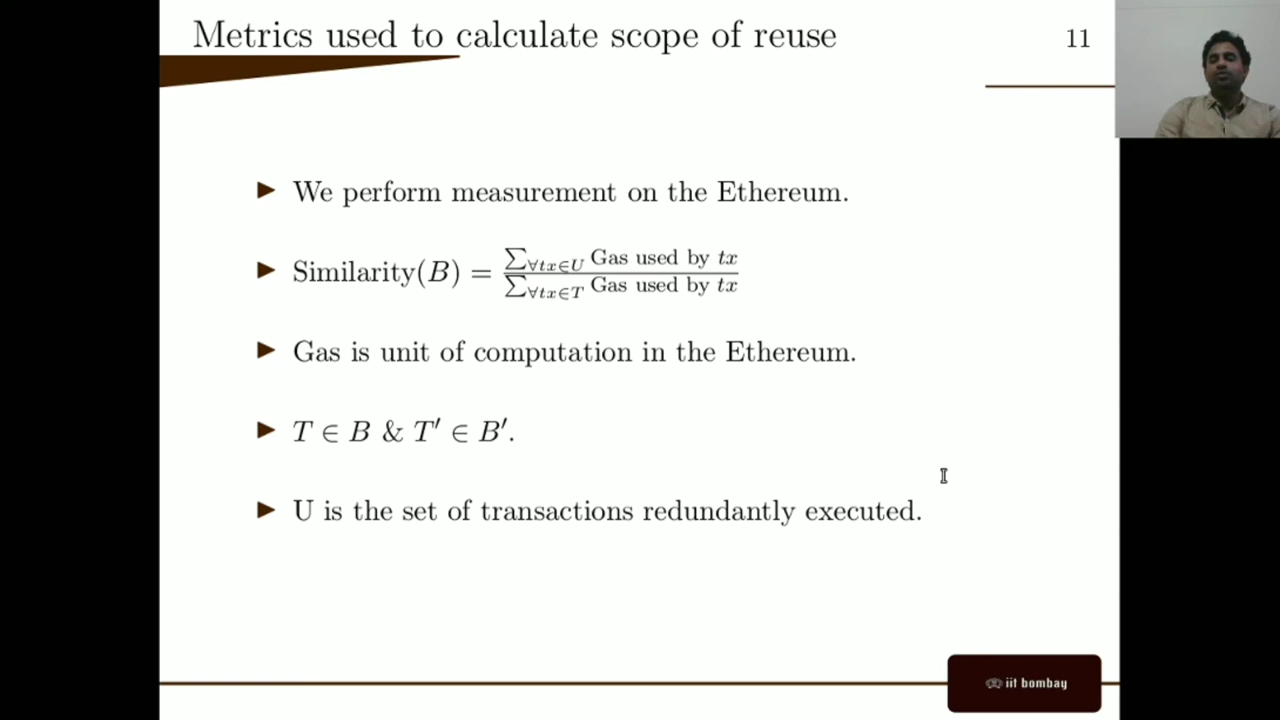 Metrics used to calculate scope of reuse
11
▶ We perform measurement on the Ethereum.
▶ Similarity(B) = ∑∀tx∈U Gas used by tx / ∑∀tx∈T Gas used by tx
▶ Gas is unit of computation in the Ethereum.
▶ T ∈ B & T′ ∈ B′.
▶ U is the set of transactions redundantly executed.
iit bombay